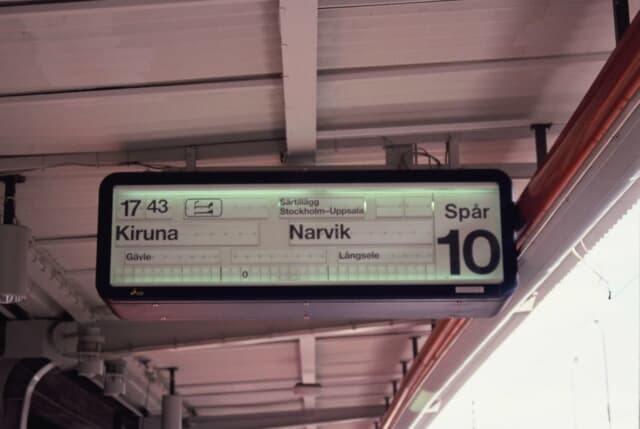 17 43
Särtillägg
Stockholm-Uppsala
Spår
10
Kiruna
Narvik
Gävle
Långsele
0